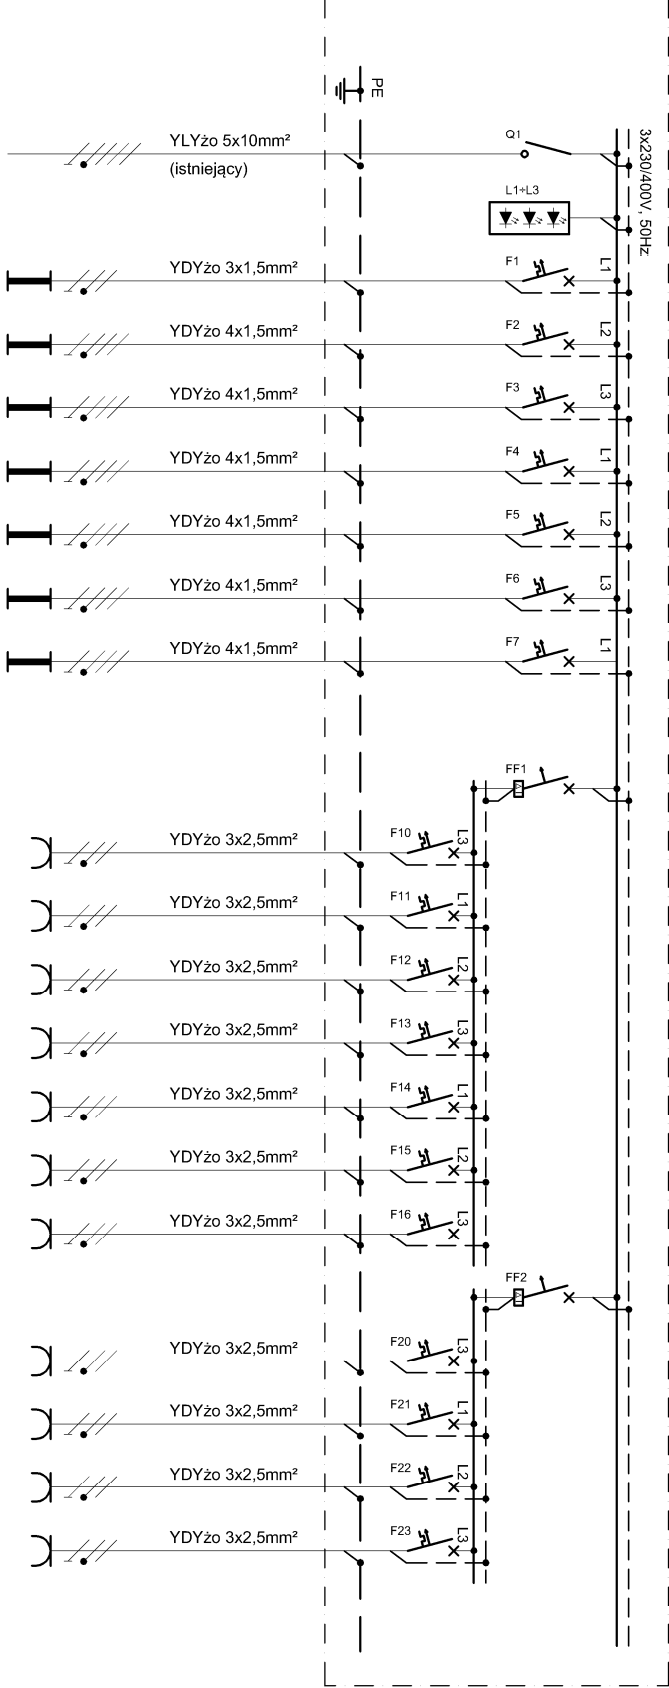 PE
YLYżo 5x10mm²
(istniejący)
Q1
3x230/400V, 50Hz
L1÷L3
YDYżo 3x1,5mm²
F1
L1
YDYżo 4x1,5mm²
F2
L2
YDYżo 4x1,5mm²
F3
L3
YDYżo 4x1,5mm²
F4
L1
YDYżo 4x1,5mm²
F5
L2
YDYżo 4x1,5mm²
F6
L3
YDYżo 4x1,5mm²
F7
L1
FF1
YDYżo 3x2,5mm²
F10
L3
YDYżo 3x2,5mm²
F11
L1
YDYżo 3x2,5mm²
F12
L2
YDYżo 3x2,5mm²
F13
L3
YDYżo 3x2,5mm²
F14
L1
YDYżo 3x2,5mm²
F15
L2
YDYżo 3x2,5mm²
F16
L3
FF2
YDYżo 3x2,5mm²
F20
L3
YDYżo 3x2,5mm²
F21
L1
YDYżo 3x2,5mm²
F22
L2
YDYżo 3x2,5mm²
F23
L3